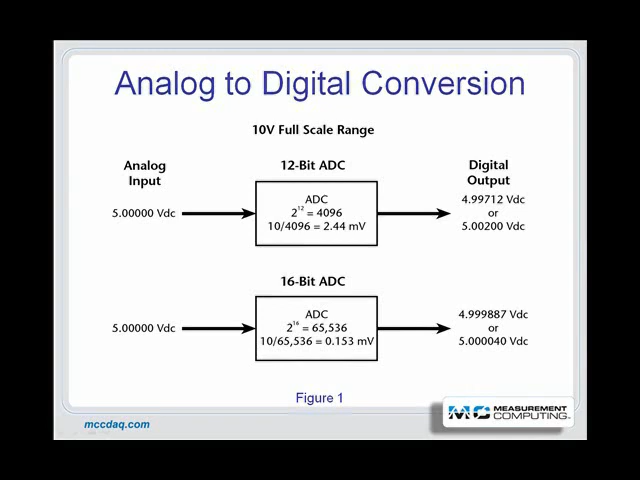 Analog to Digital Conversion
10V Full Scale Range
Analog
Input
12-Bit ADC
Digital
Output
5.00000 Vdc
ADC
2¹² = 4096
10/4096 = 2.44 mV
4.99712 Vdc
or
5.00200 Vdc
16-Bit ADC
5.00000 Vdc
ADC
2¹⁶ = 65,536
10/65,536 = 0.153 mV
4.999887 Vdc
or
5.000040 Vdc
Figure 1
mccdaq.com
MC MEASUREMENT
COMPUTING